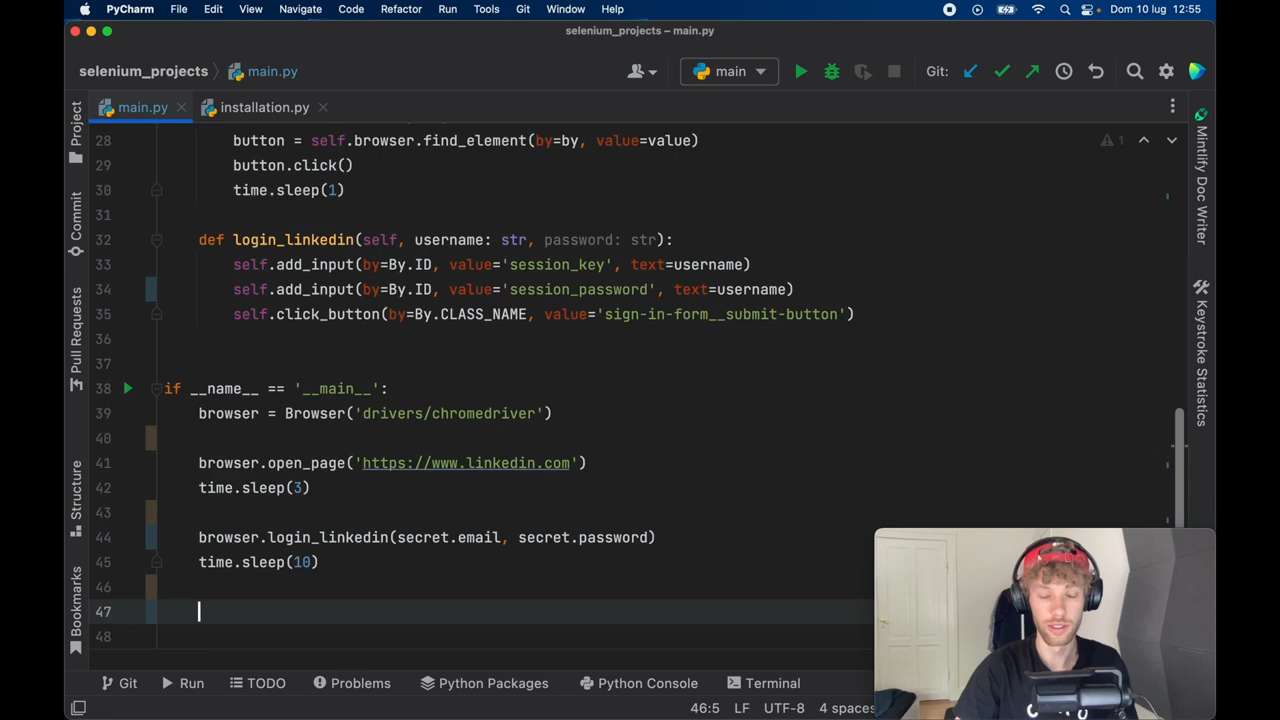 PyCharm File Edit View Navigate Code Refactor Run Tools Git Window Help Dom 10 lug 12:55
selenium_projects – main.py
selenium_projects main.py main Git:
main.py installation.py
28 button = self.browser.find_element(by=by, value=value) 1
29 button.click()
30 time.sleep(1)
31
32 def login_linkedin(self, username: str, password: str):
33 self.add_input(by=By.ID, value='session_key', text=username)
34 self.add_input(by=By.ID, value='session_password', text=username)
35 self.click_button(by=By.CLASS_NAME, value='sign-in-form__submit-button')
36
37
38 if __name__ == '__main__':
39 browser = Browser('drivers/chromedriver')
40
41 browser.open_page('https://www.linkedin.com')
42 time.sleep(3)
43
44 browser.login_linkedin(secret.email, secret.password)
45 time.sleep(10)
46
47
48
Project
Commit
Pull Requests
Structure
Bookmarks
Mintlify Doc Writer
Keystroke Statistics
Git Run TODO Problems Python Packages Python Console Terminal
46:5 LF UTF-8 4 spaces